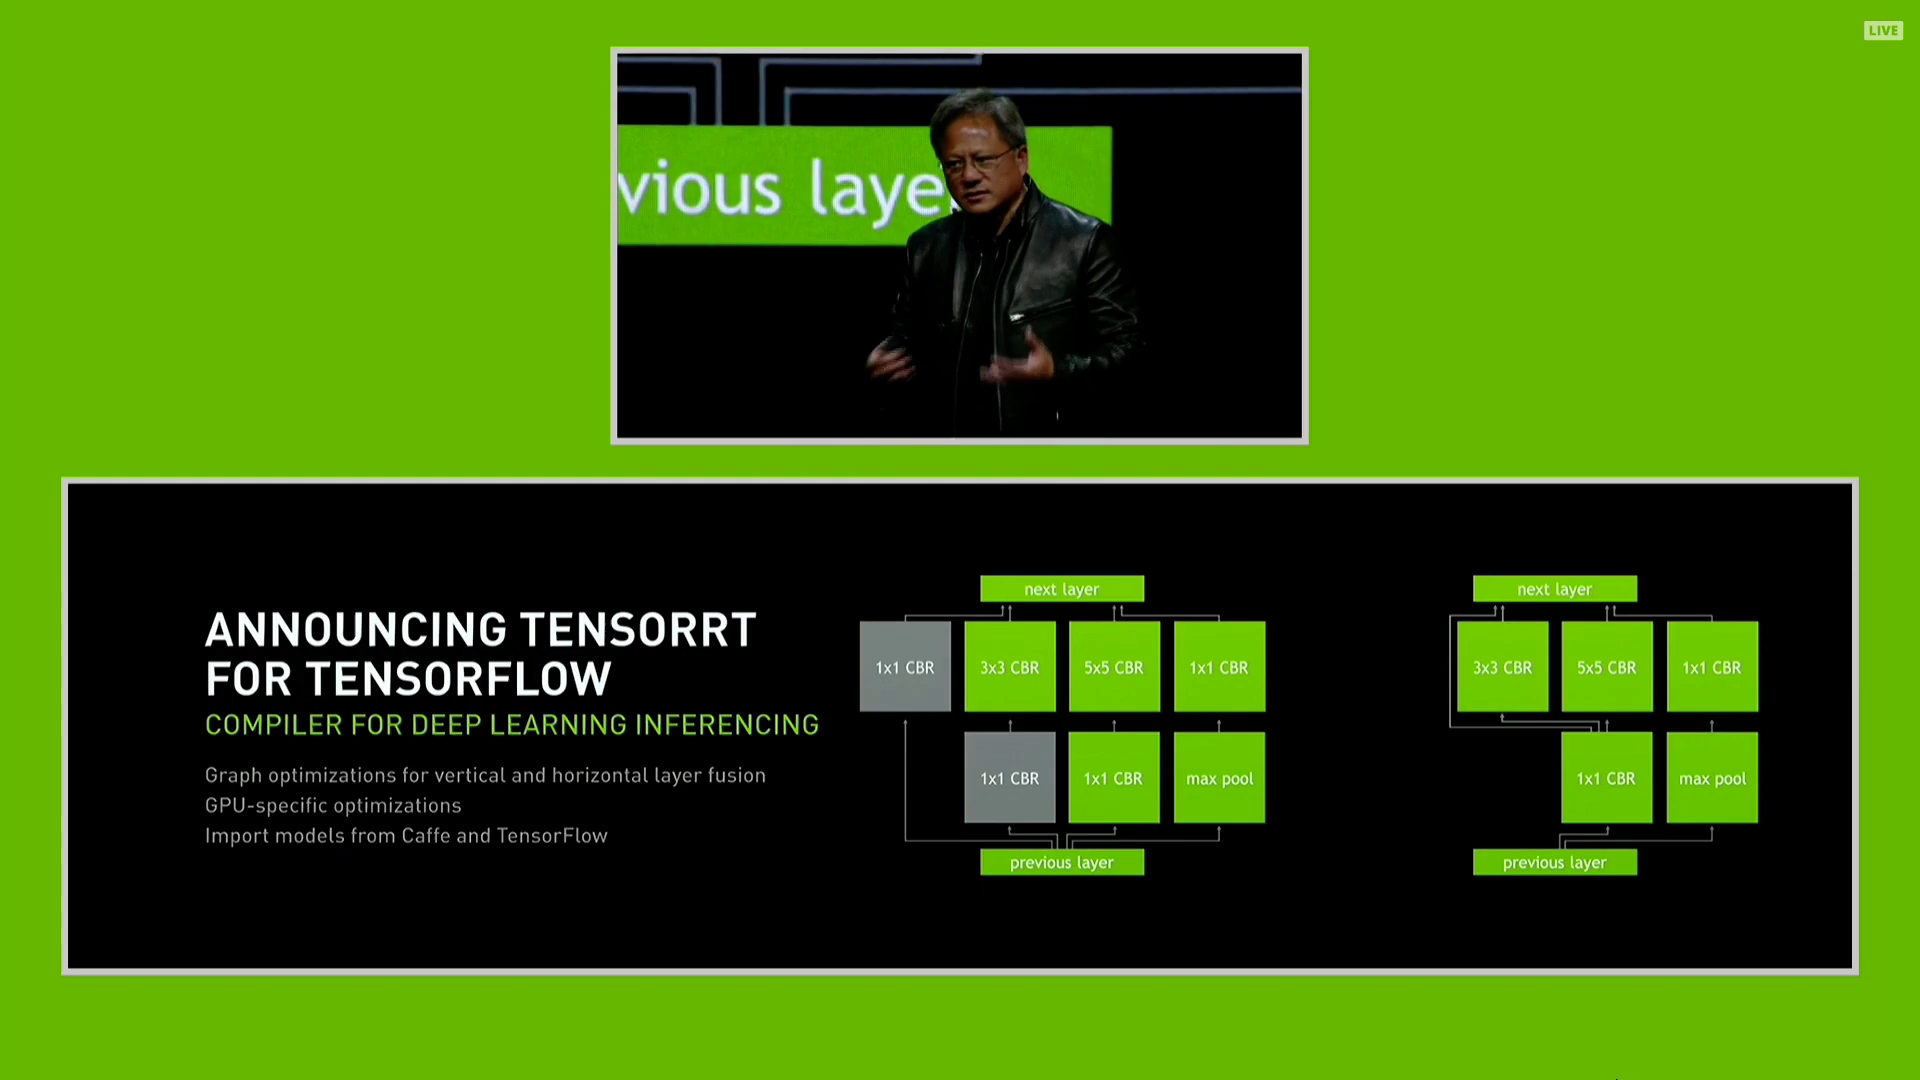 LIVE
vious laye
ANNOUNCING TENSORRT
FOR TENSORFLOW
COMPILER FOR DEEP LEARNING INFERENCING
Graph optimizations for vertical and horizontal layer fusion
GPU-specific optimizations
Import models from Caffe and TensorFlow
next layer
1x1 CBR
3x3 CBR
5x5 CBR
1x1 CBR
1x1 CBR
1x1 CBR
max pool
previous layer
next layer
3x3 CBR
5x5 CBR
1x1 CBR
1x1 CBR
max pool
previous layer